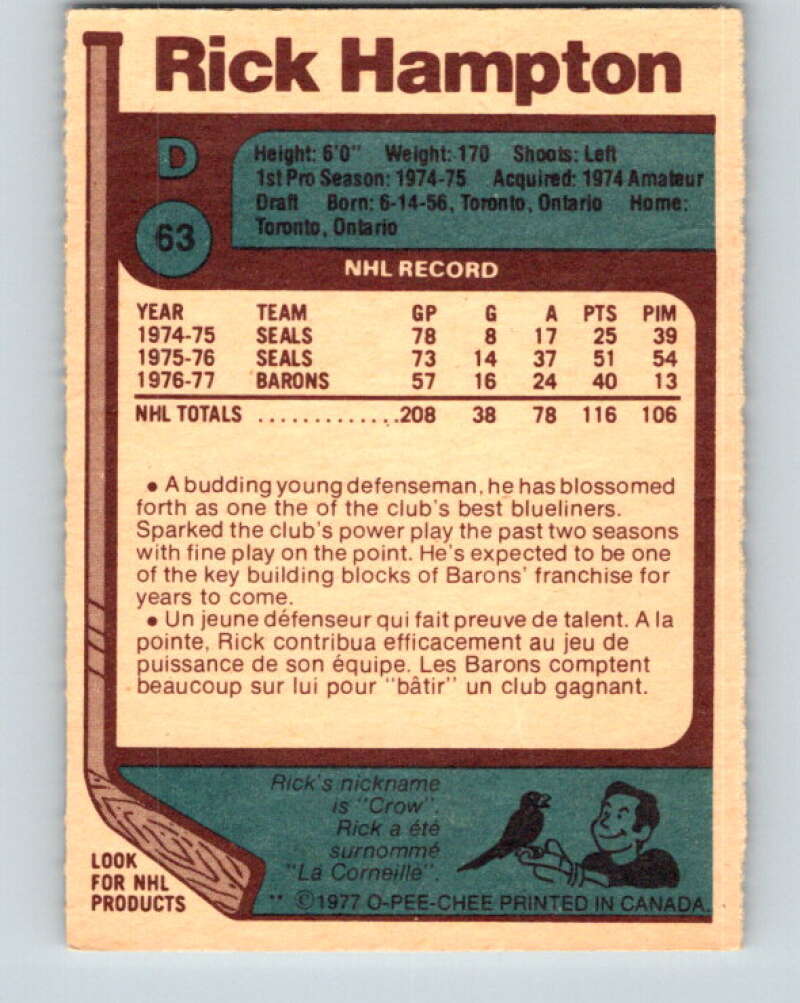 Rick Hampton
D
Height: 6'0" Weight: 170 Shoots: Left
1st Pro Season: 1974-75 Acquired: 1974 Amateur
Draft Born: 6-14-56, Toronto, Ontario Home:
Toronto, Ontario
63
NHL RECORD
YEAR TEAM GP G A PTS PIM
1974-75 SEALS 78 8 17 25 39
1975-76 SEALS 73 14 37 51 54
1976-77 BARONS 57 16 24 40 13
NHL TOTALS .............208 38 78 116 106
• A budding young defenseman, he has blossomed
forth as one the of the club's best blueliners.
Sparked the club's power play the past two seasons
with fine play on the point. He's expected to be one
of the key building blocks of Barons' franchise for
years to come.
• Un jeune défenseur qui fait preuve de talent. A la
pointe, Rick contribua efficacement au jeu de
puissance de son équipe. Les Barons comptent
beaucoup sur lui pour "bâtir" un club gagnant.
Rick's nickname
is "Crow".
Rick a été
surnommé
"La Corneille".
LOOK
FOR NHL
PRODUCTS
** ©1977 O-PEE-CHEE PRINTED IN CANADA.